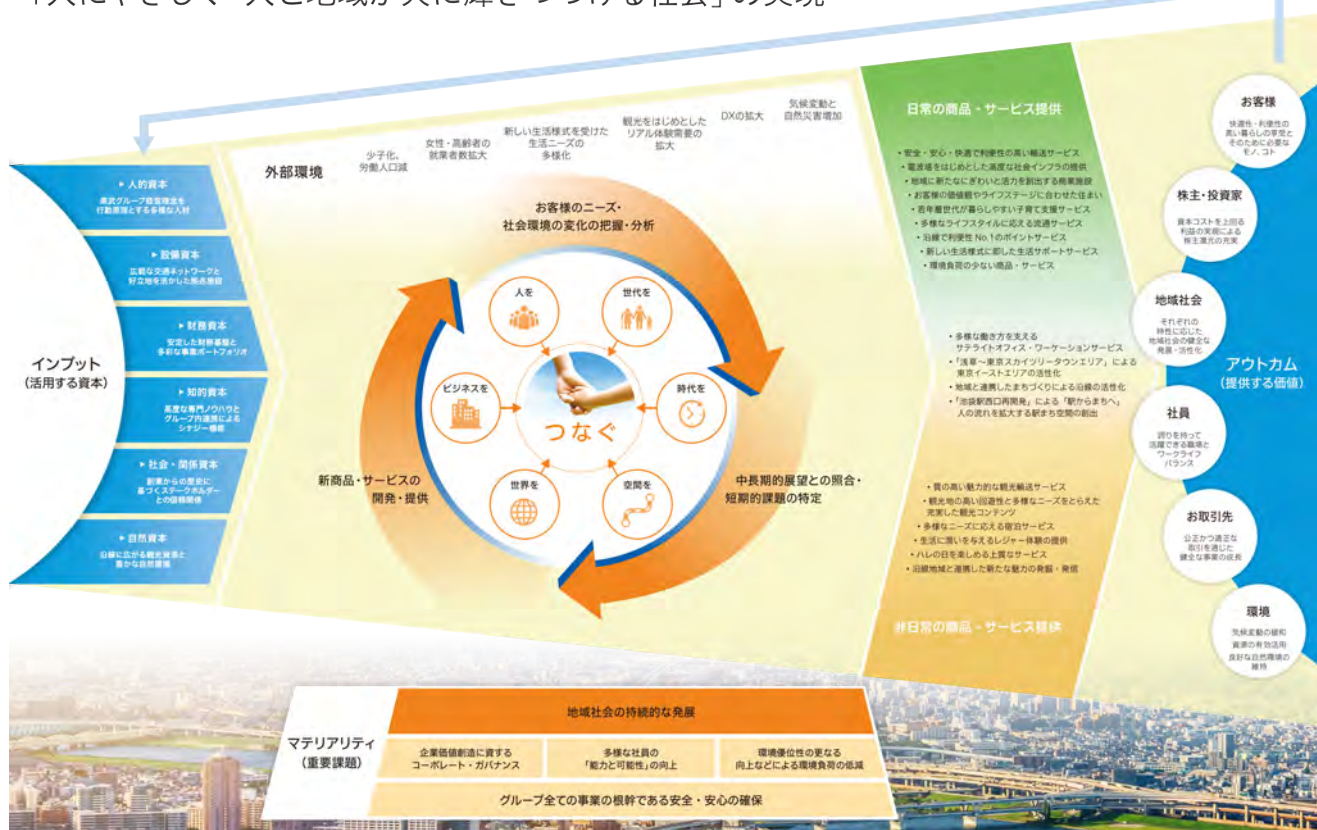 外部環境
少子化、
労働人口減
女性・高齢者の
就業者数拡大
新しい生活様式を受けた
生活ニーズの
多様化
観光をはじめとした
リアル体験需要の
拡大
DXの拡大
気候変動と
自然災害増加
インプット
(活用する資本)
▶人的資本
東武グループ経営理念を
行動原理とする多様な人材
▶設備資本
広範な交通ネットワークと
好立地を活かした拠点施設
▶財務資本
安定した財務基盤と
多彩な事業ポートフォリオ
▶知的資本
高度な専門ノウハウと
グループ内連携による
シナジー機能
▶社会・関係資本
創業からの歴史に
基づくステークホルダー
との信頼関係
▶自然資本
沿線に広がる観光資源と
豊かな自然環境
お客様のニーズ・
社会環境の変化の把握・分析
人を
世代を
ビジネスを
時代を
つなぐ
世界を
空間を
新商品・サービスの
開発・提供
中長期的展望との照合・
短期的課題の特定
日常の商品・サービス提供
・安全・安心・快適で利便性の高い輸送サービス
・電波塔をはじめとした高度な社会インフラの提供
・地域に新たなにぎわいと活力を創出する商業施設
・お客様の価値観やライフステージに合わせた住まい
・若年層世代が暮らしやすい子育て支援サービス
・多様なライフスタイルに応える流通サービス
・沿線で利便性 No.1のポイントサービス
・新しい生活様式に即した生活サポートサービス
・環境負荷の少ない商品・サービス
・多様な働き方を支える
サテライトオフィス・ワーケーションサービス
・「浅草～東京スカイツリータウンエリア」による
東京イーストエリアの活性化
・地域と連携したまちづくりによる沿線の活性化
・「池袋駅西口再開発」による「駅からまちへ」
人の流れを拡大する駅まち空間の創出
・質の高い魅力的な観光輸送サービス
・観光地の高い回遊性と多様なニーズをとらえた
充実した観光コンテンツ
・多様なニーズに応える宿泊サービス
・生活に潤いを与えるレジャー体験の提供
・ハレの日を楽しめる上質なサービス
・沿線地域と連携した新たな魅力の発掘・発信
非日常の商品・サービス提供
お客様
快適性・利便性の
高い暮らしの享受と
そのために必要な
モノ、コト
株主・投資家
資本コストを上回る
利益の実現による
株主還元の充実
地域社会
それぞれの
特性に応じた
地域社会の健全な
発展・活性化
社員
誇りを持って
活躍できる職場と
ワークライフ
バランス
お取引先
公正かつ適正な
取引を通じた
健全な事業の成長
環境
気候変動の緩和
資源の有効活用
良好な自然環境の
維持
アウトカム
(提供する価値)
マテリアリティ
(重要課題)
地域社会の持続的な発展
企業価値創造に資する
コーポレート・ガバナンス
多様な社員の
「能力と可能性」の向上
環境優位性の更なる
向上などによる環境負荷の低減
グループ全ての事業の根幹である安全・安心の確保